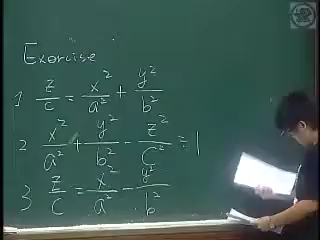 Exercise
1 z/c = x²/a² + y²/b²
2 x²/a² + y²/b² - z²/c² = 1
3 z/c = x²/a² - y²/b²